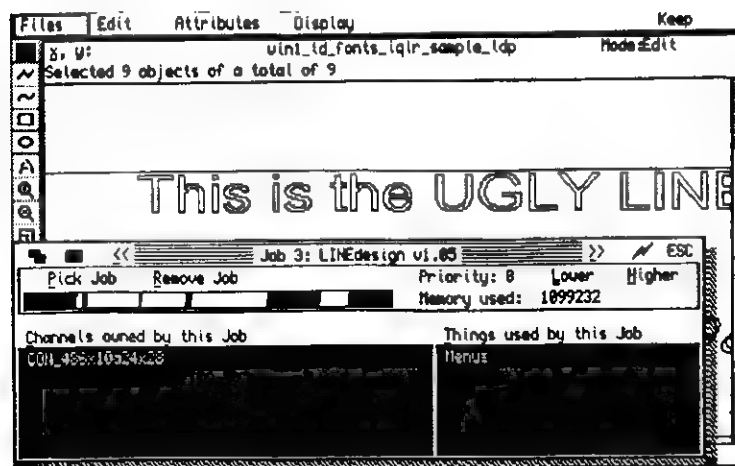 Files Edit Attributes Display Keep
x, y: win1_td_fonts_iqlr_sample_ldp Mode:Edit
Selected 9 objects of a total of 9
A
This is the UGLY LINE
<< Job 3: LINEdesign v1.05 >> ESC
Pick Job Remove Job Priority: 8 Lower Higher
Memory used: 1099232
Channels owned by this Job Things used by this Job
CON_486x10a24x28 Menus